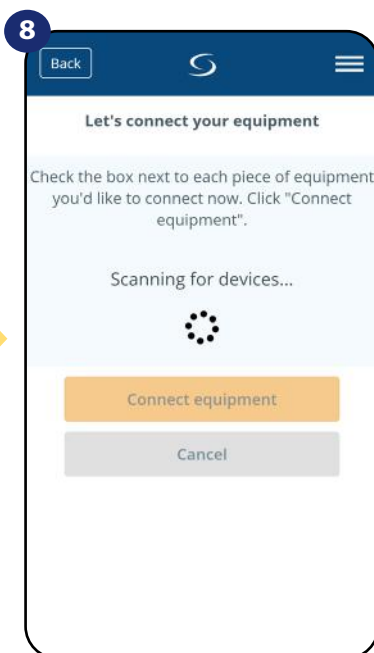 8
Back
Let's connect your equipment
Check the box next to each piece of equipment
you'd like to connect now. Click "Connect
equipment".
Scanning for devices...
Connect equipment
Cancel